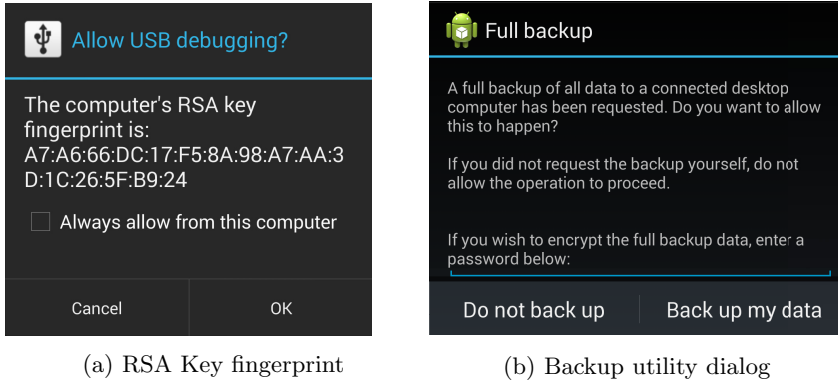 Allow USB debugging?
The computer's RSA key
fingerprint is:
A7:A6:66:DC:17:F5:8A:98:A7:AA:3
D:1C:26:5F:B9:24
Always allow from this computer
Cancel
OK
(a) RSA Key fingerprint
Full backup
A full backup of all data to a connected desktop
computer has been requested. Do you want to allow
this to happen?
If you did not request the backup yourself, do not
allow the operation to proceed.
If you wish to encrypt the full backup data, enter a
password below:
Do not back up
Back up my data
(b) Backup utility dialog